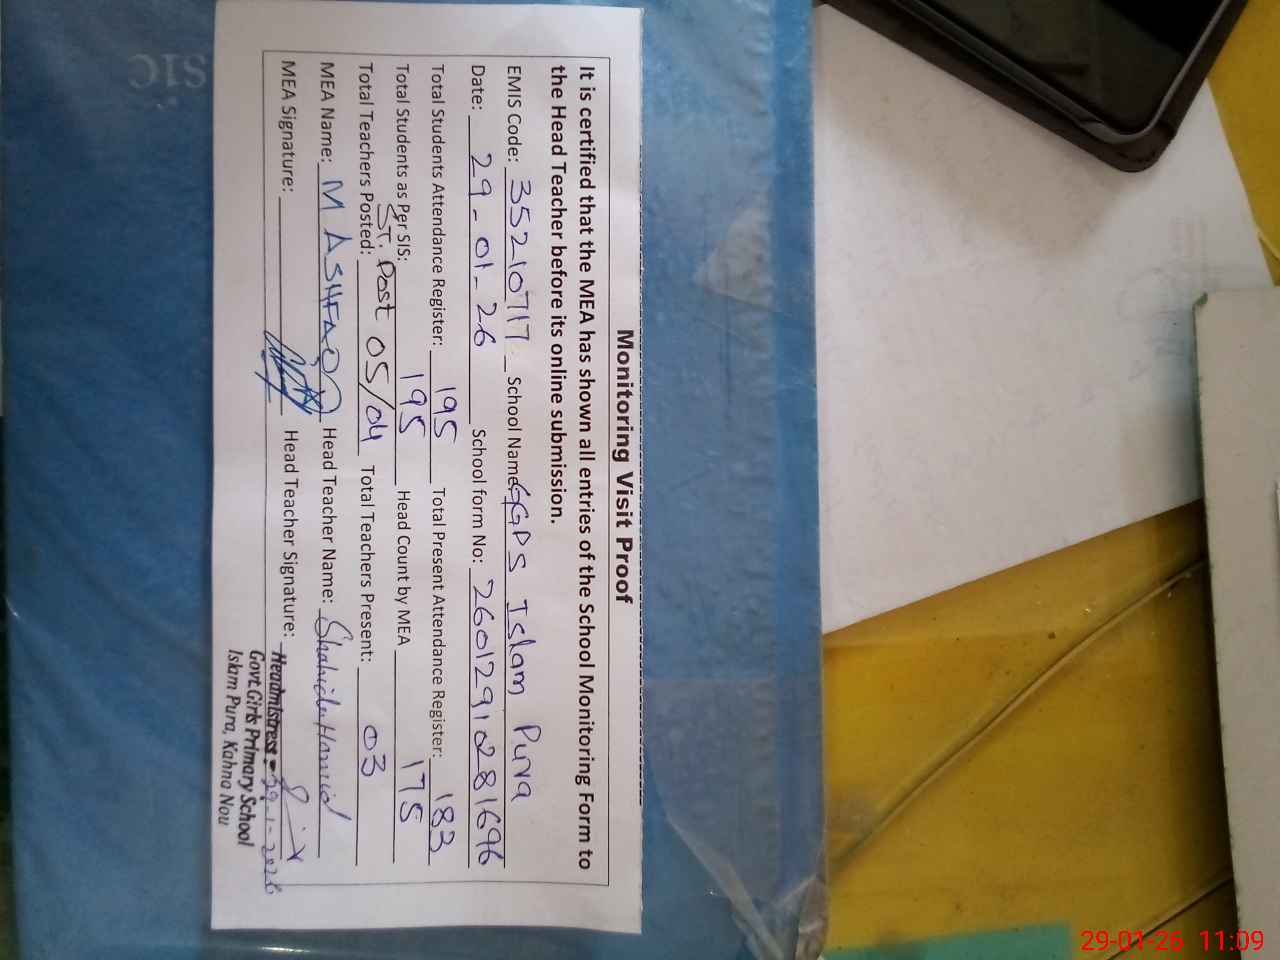 Monitoring Visit Proof
It is certified that the MEA has shown all entries of the School Monitoring Form to
the Head Teacher before its online submission.
EMIS Code: 35210717 School Name: GGPS Islam Pura
Date: 29-01-26 School form No: 26012910281696
Total Students Attendance Register: 195 Total Present Attendance Register: 183
Total Students as Per SIS: 195 Head Count by MEA 175
Total Teachers Posted: ST. Post 05/04 Total Teachers Present: 03
MEA Name: M ASHFAQ Head Teacher Name: Shahida Hamid
MEA Signature: Head Teacher Signature:
Headmistress 29-1-2026
Govt. Girls Primary School
Islam Pura, Kahna Nou
SIC
29-01-26 11:09